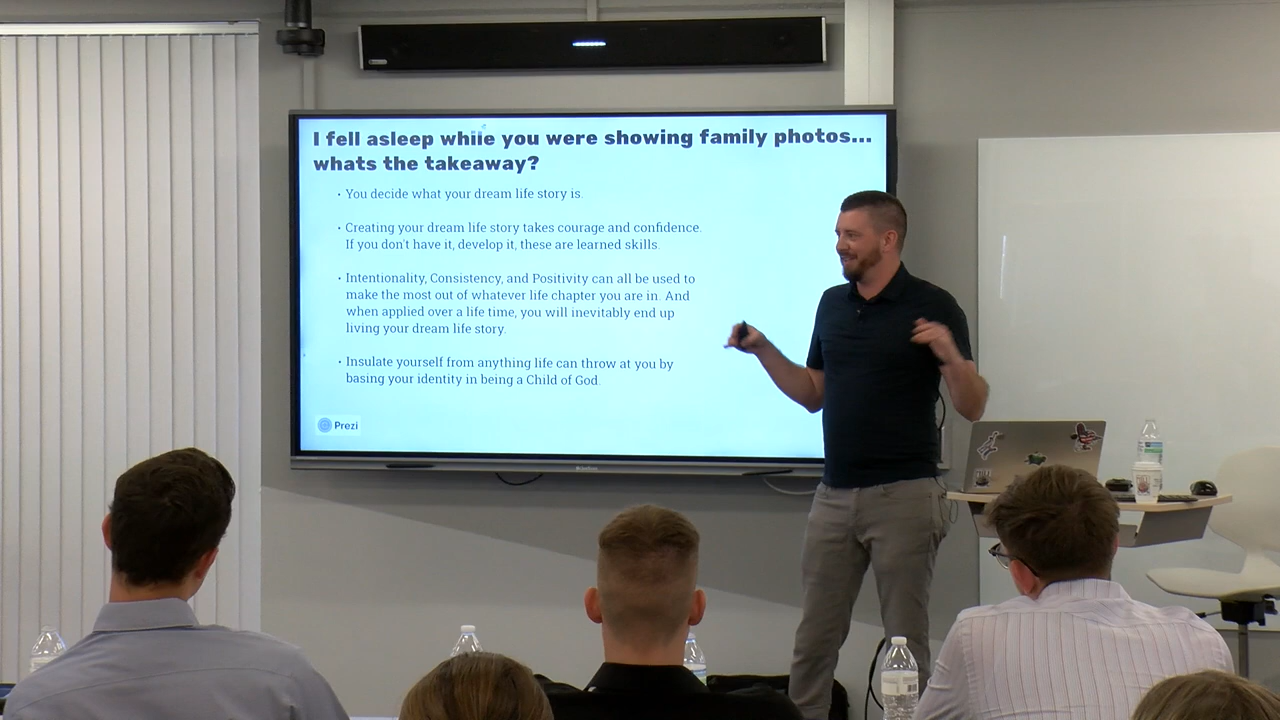 I fell asleep while you were showing family photos...
whats the takeaway?
• You decide what your dream life story is.
• Creating your dream life story takes courage and confidence.
If you don't have it, develop it, these are learned skills.
• Intentionality, Consistency, and Positivity can all be used to
make the most out of whatever life chapter you are in. And
when applied over a life time, you will inevitably end up
living your dream life story.
• Insulate yourself from anything life can throw at you by
basing your identity in being a Child of God.
Prezi